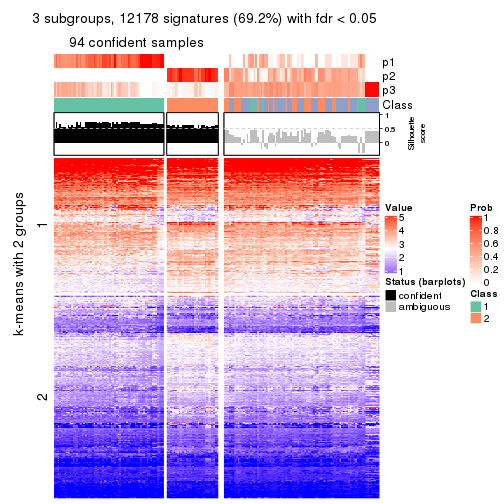 3 subgroups, 12178 signatures (69.2%) with fdr < 0.05
94 confident samples
p1
p2
p3
Class
1
0.5
0
Silhouette
score
k-means with 2 groups
1
2
Value
5
4
3
2
1
Prob
1
0.8
0.6
0.4
0.2
0
Status (barplots)
confident
ambiguous
Class
1
2